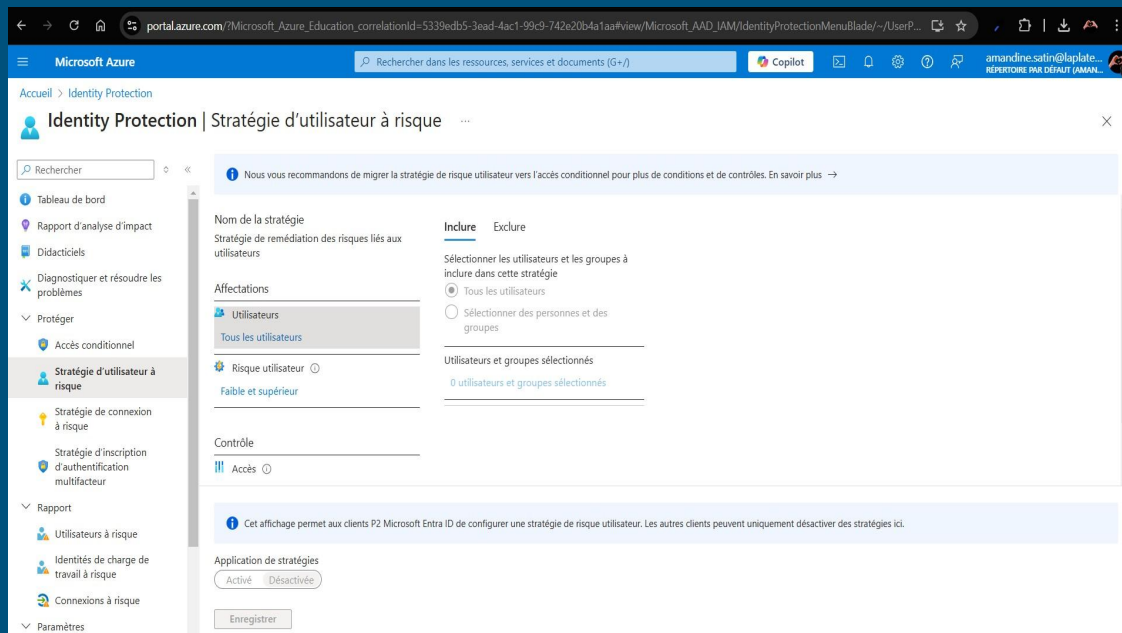 portal.azure.com/?Microsoft_Azure_Education_correlationId=5339edb5-3ead-4ac1-99c9-742e20b4a1aa#view/Microsoft_AAD_IAM/IdentityProtectionMenuBlade/~/UserP...
Microsoft Azure
Rechercher dans les ressources, services et documents (G+/)
Copilot
amandine.satin@laplate...
RÉPERTOIRE PAR DÉFAUT (AMAN...
Accueil > Identity Protection
Identity Protection | Stratégie d'utilisateur à risque ...
Rechercher
Tableau de bord
Rapport d'analyse d'impact
Didacticiels
Diagnostiquer et résoudre les
problèmes
Protéger
Accès conditionnel
Stratégie d'utilisateur à
risque
Stratégie de connexion
à risque
Stratégie d'inscription
d'authentification
multifacteur
Rapport
Utilisateurs à risque
Identités de charge de
travail à risque
Connexions à risque
Paramètres
Nous vous recommandons de migrer la stratégie de risque utilisateur vers l'accès conditionnel pour plus de conditions et de contrôles. En savoir plus →
Nom de la stratégie
Stratégie de remédiation des risques liés aux
utilisateurs
Affectations
Utilisateurs
Tous les utilisateurs
Risque utilisateur
Faible et supérieur
Contrôle
Accès
Inclure Exclure
Sélectionner les utilisateurs et les groupes à
inclure dans cette stratégie
Tous les utilisateurs
Sélectionner des personnes et des
groupes
Utilisateurs et groupes sélectionnés
0 utilisateurs et groupes sélectionnés
Cet affichage permet aux clients P2 Microsoft Entra ID de configurer une stratégie de risque utilisateur. Les autres clients peuvent uniquement désactiver des stratégies ici.
Application de stratégies
Activé Désactivée
Enregistrer